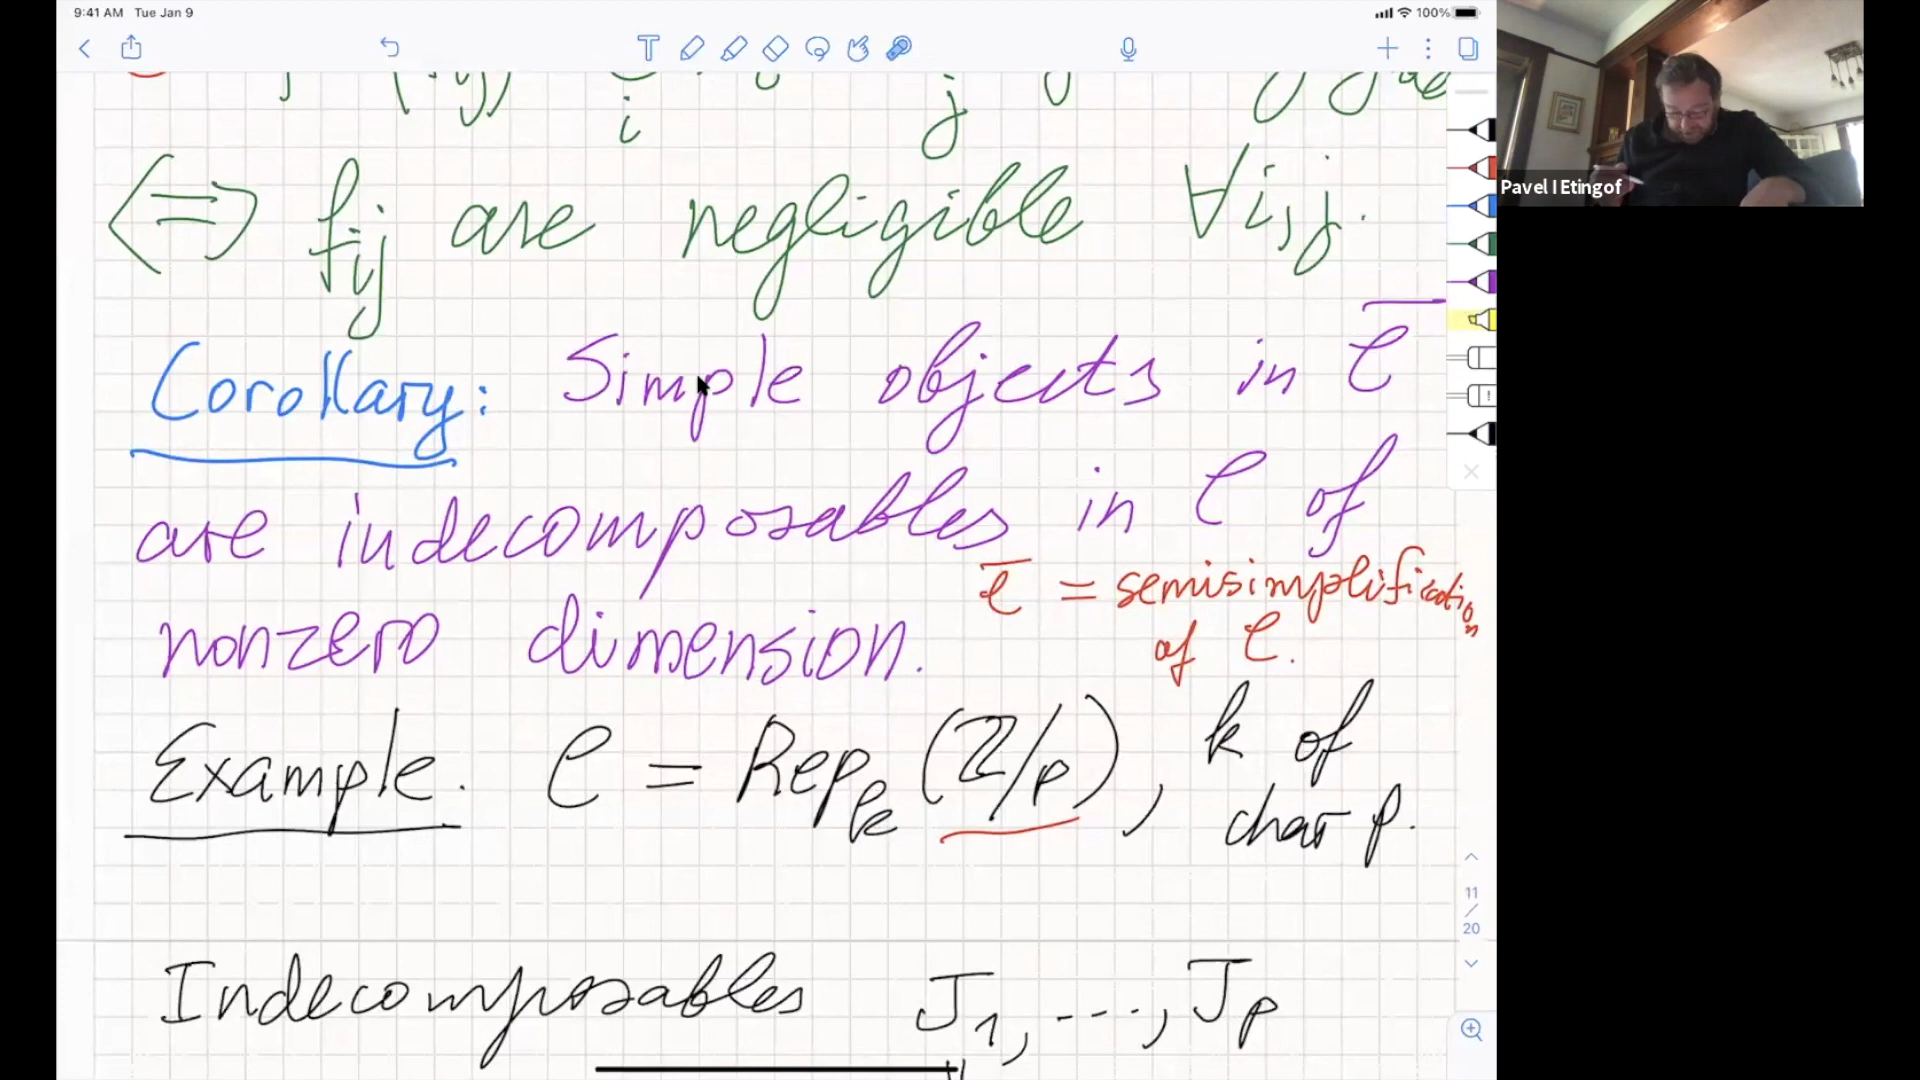 9:41 AM Tue Jan 9
100%
⟺ fij are negligible ∀i,j.
Corollary: Simple objects in C̄
are indecomposables in C of
nonzero dimension.
C̄ = semisimplification
of C.
Example. C = Rep_k (Z/p), k of
char p.
Indecomposables J_1, ..., J_p
11
/
20
Pavel I Etingof